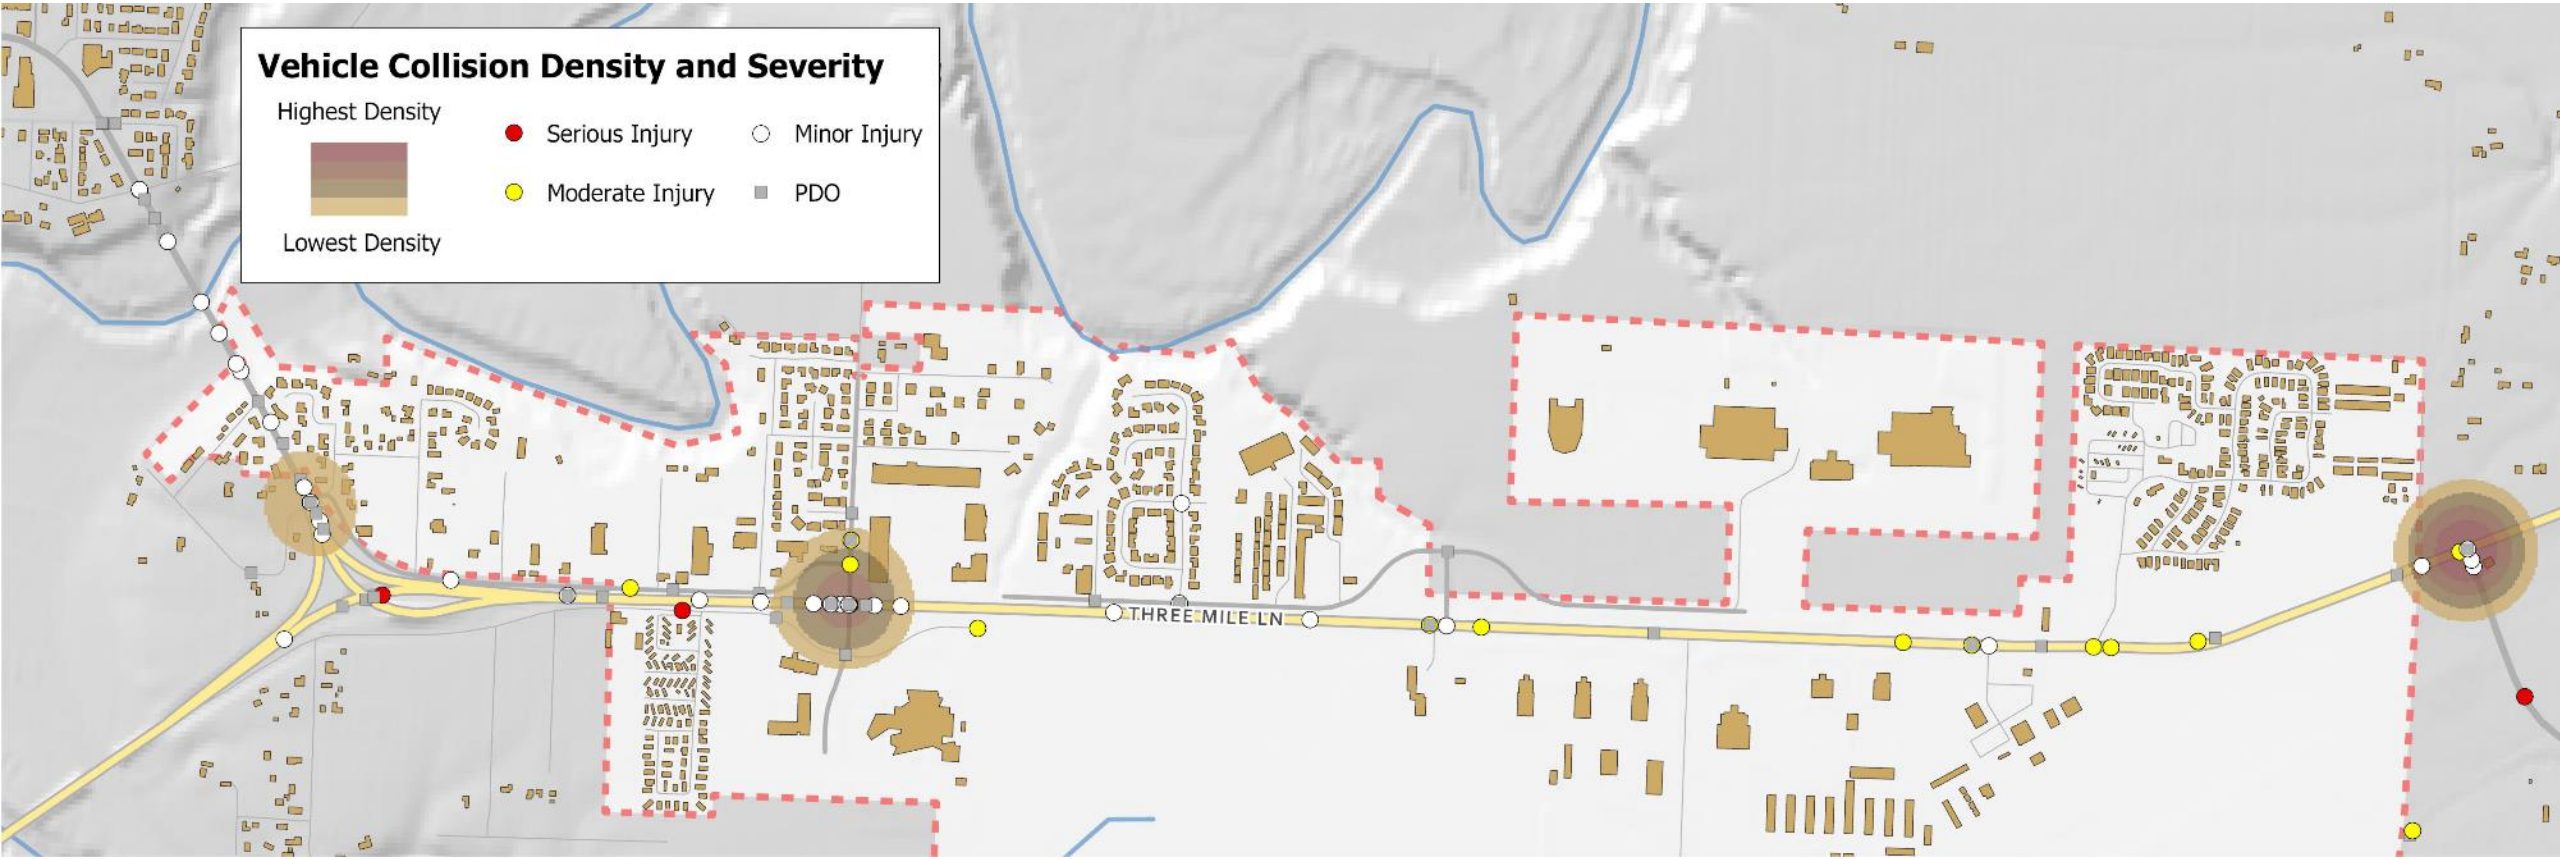 Vehicle Collision Density and Severity
Highest Density
Lowest Density
Serious Injury
Minor Injury
Moderate Injury
PDO
THREE MILE LN